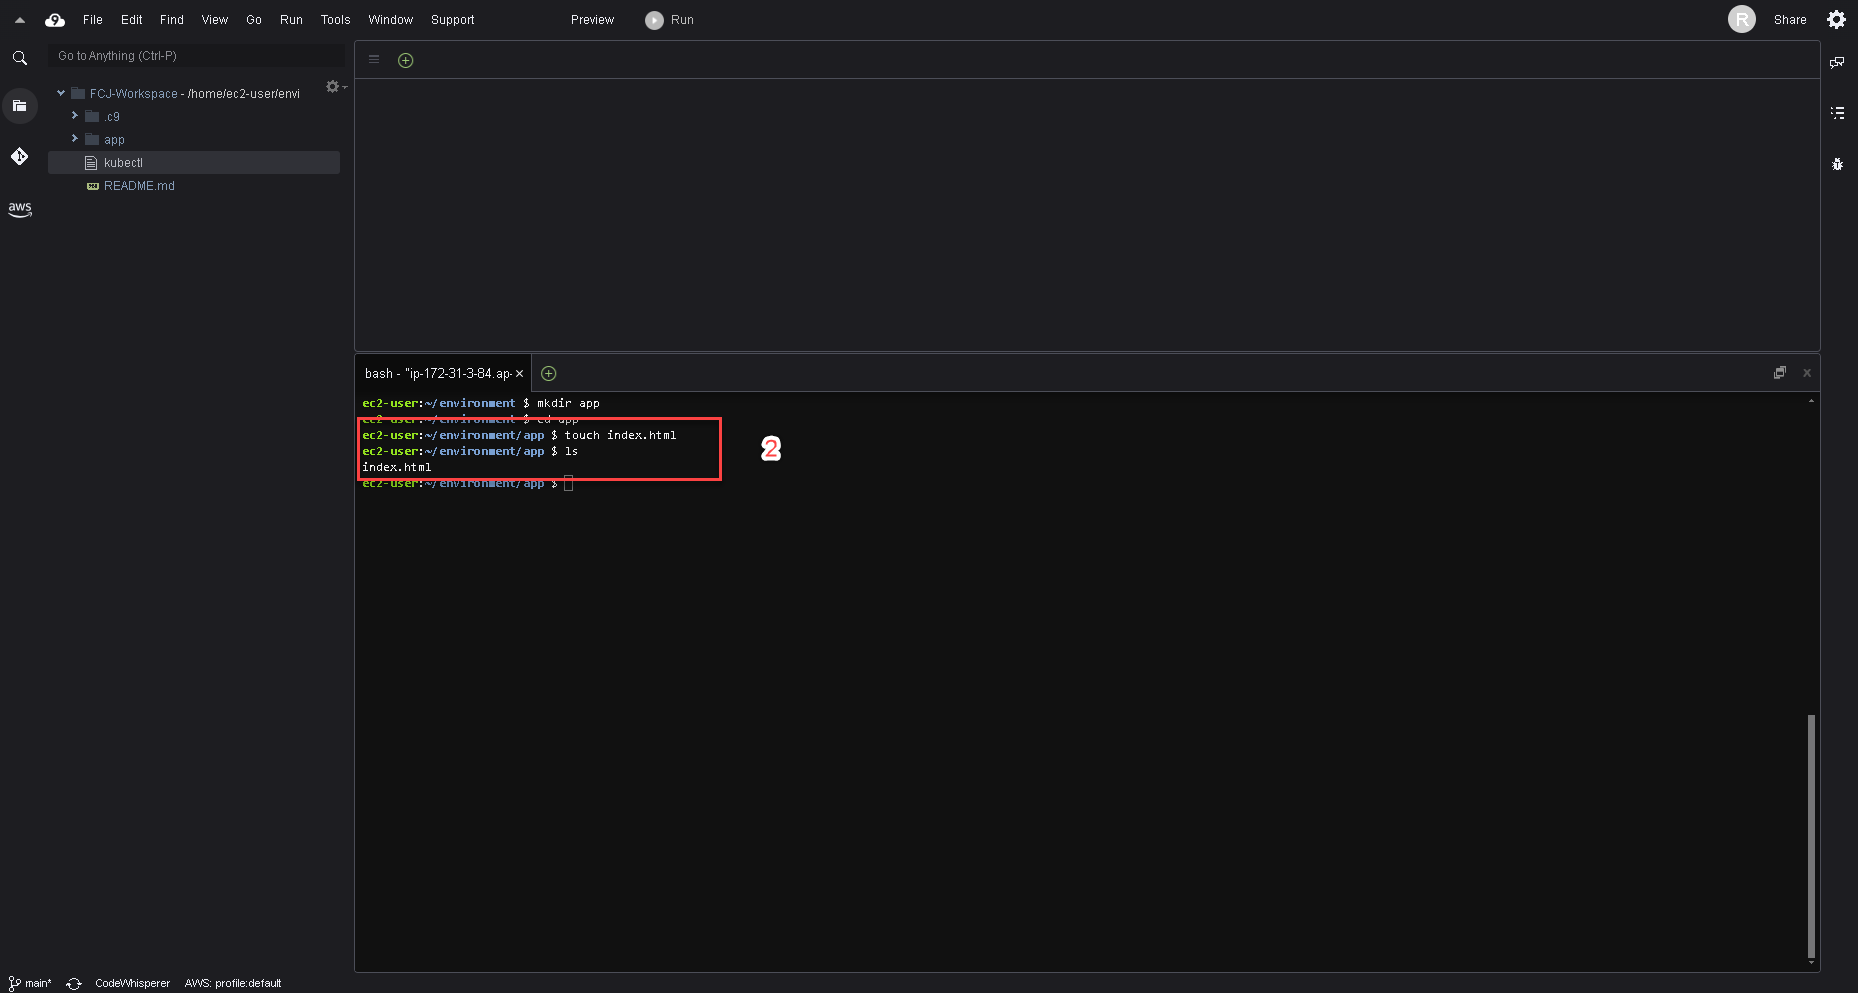 File Edit Find View Go Run Tools Window Support Preview Run R Share
Go to Anything (Ctrl-P)
FCJ-Workspace - /home/ec2-user/envi
.c9
app
kubectl
README.md
aws
bash - "ip-172-31-3-84.ap-
ec2-user:~/environment $ mkdir app
ec2-user:~/environment $ cd app
ec2-user:~/environment/app $ touch index.html
ec2-user:~/environment/app $ ls
index.html
ec2-user:~/environment/app $
2
main* CodeWhisperer AWS: profile:default